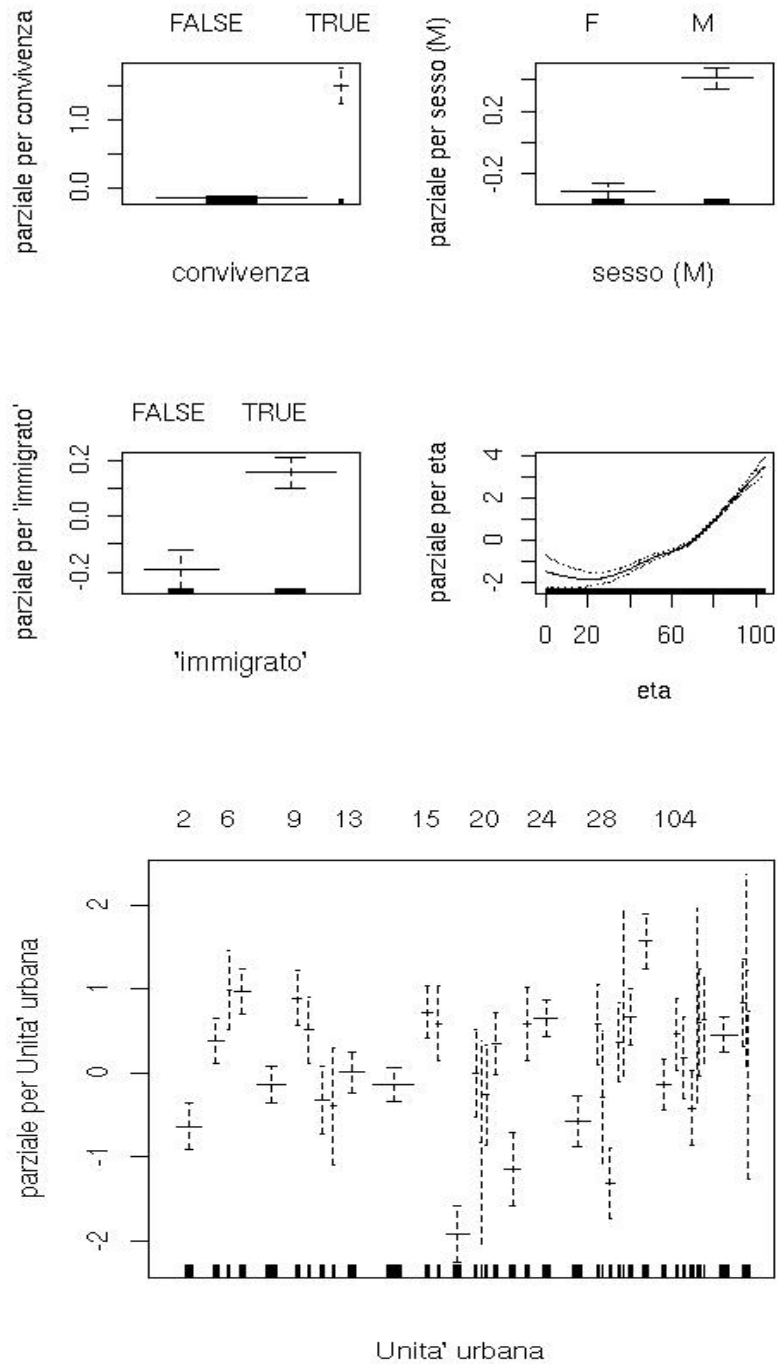 FALSE TRUE
parziale per convivenza
1.0
0.0
convivenza
F M
parziale per sesso (M)
0.2
-0.2
sesso (M)
FALSE TRUE
parziale per 'immigrato'
0.2
0.0
-0.2
'immigrato'
parziale per eta
4
2
0
-2
0 20 60 100
eta
2 6 9 13 15 20 24 28 104
parziale per Unita' urbana
2
1
0
-1
-2
Unita' urbana